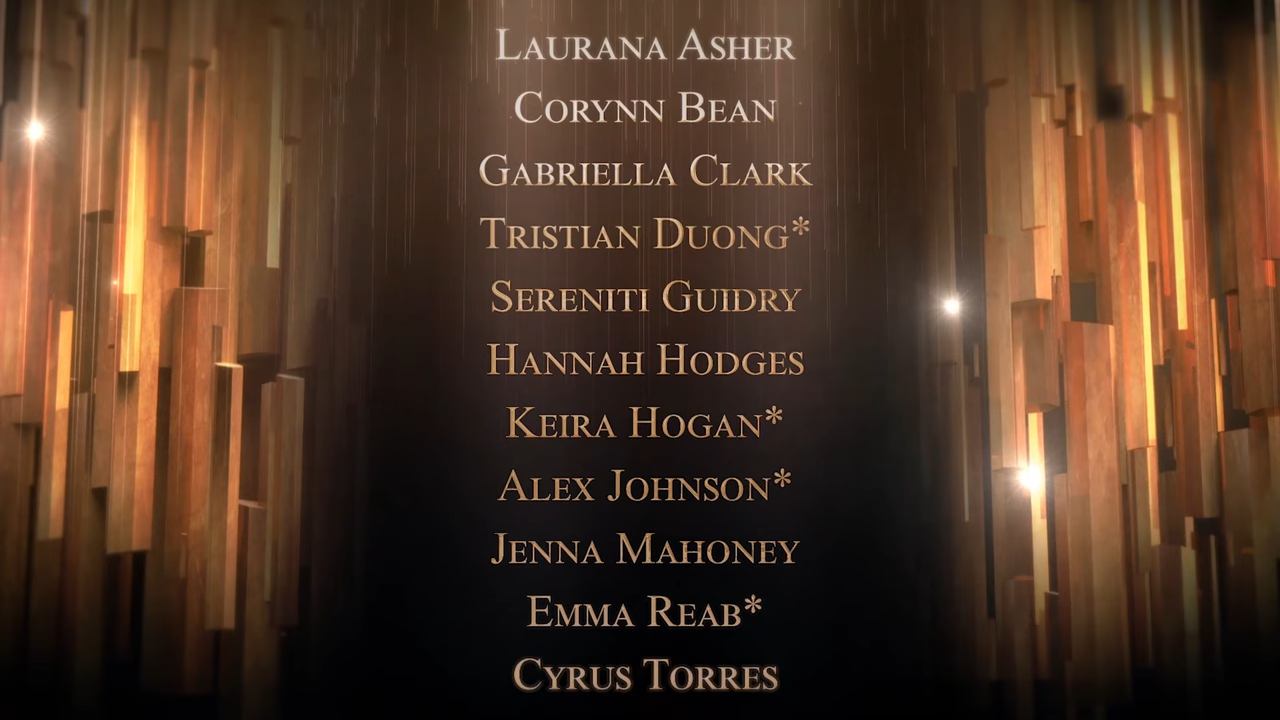 Laurana Asher
Corynn Bean
Gabriella Clark
Tristian Duong*
Sereniti Guidry
Hannah Hodges
Keira Hogan*
Alex Johnson*
Jenna Mahoney
Emma Reab*
Cyrus Torres